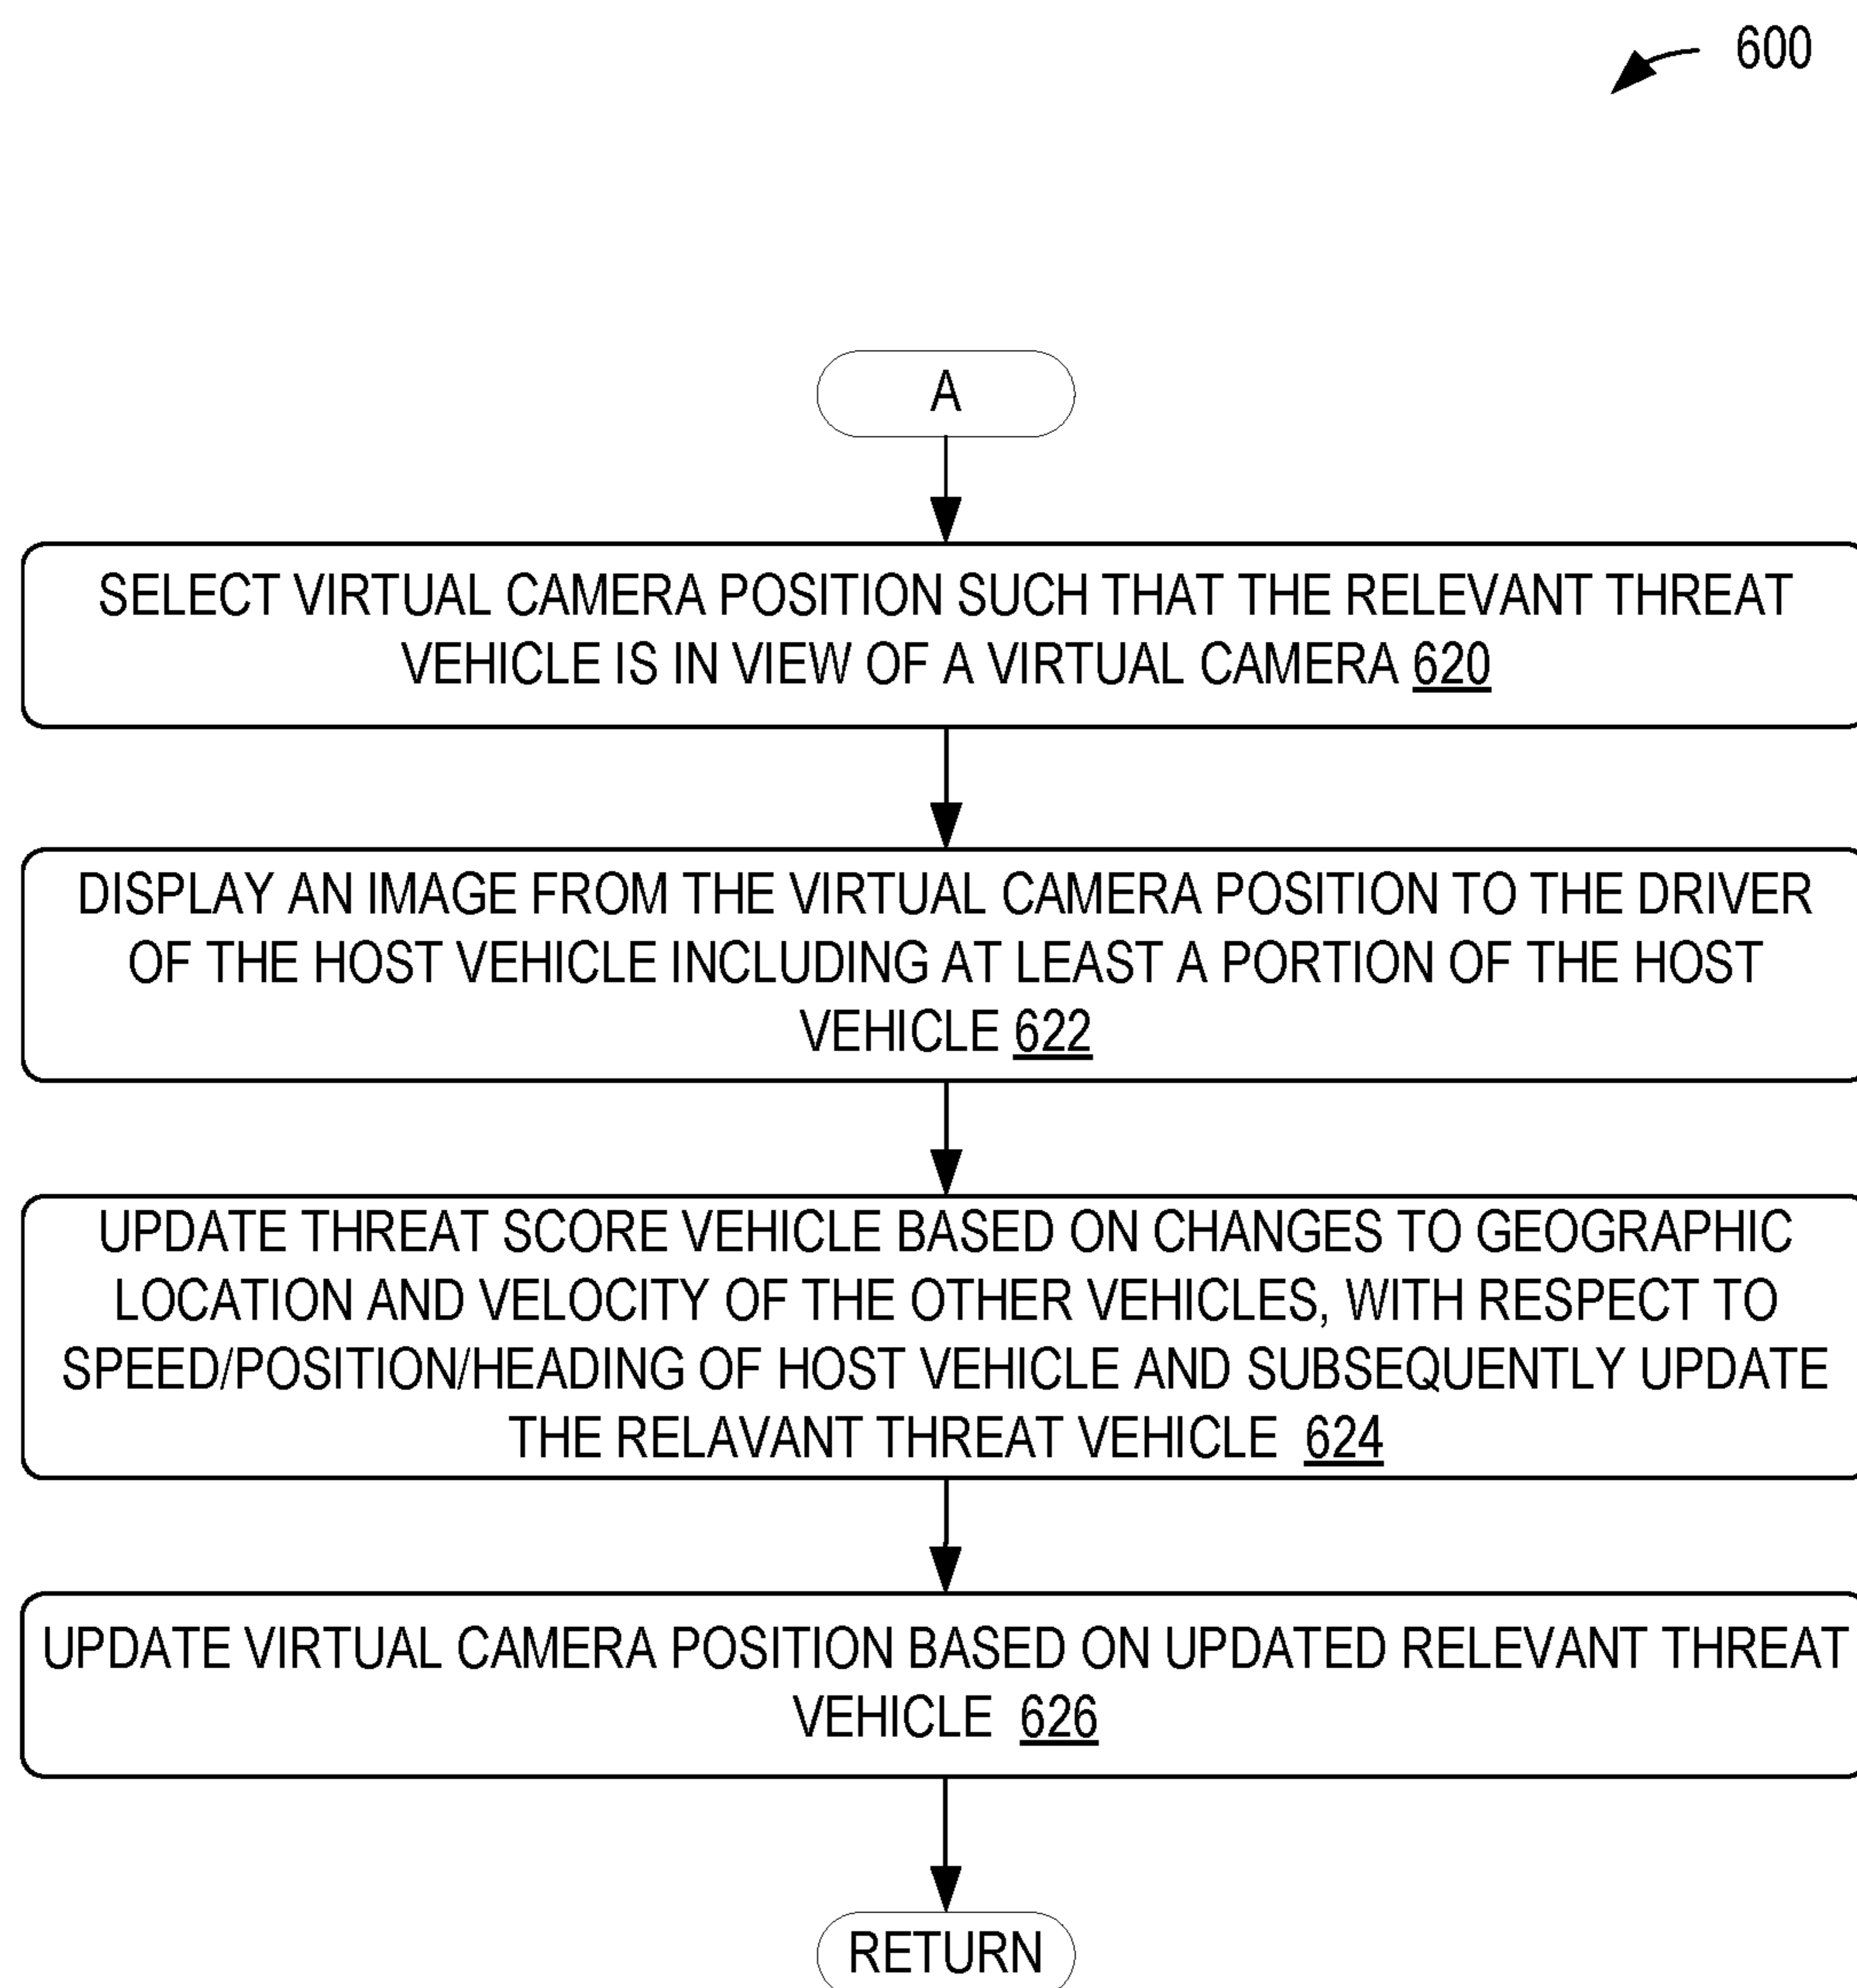 600
A
SELECT VIRTUAL CAMERA POSITION SUCH THAT THE RELEVANT THREAT
VEHICLE IS IN VIEW OF A VIRTUAL CAMERA 620
DISPLAY AN IMAGE FROM THE VIRTUAL CAMERA POSITION TO THE DRIVER
OF THE HOST VEHICLE INCLUDING AT LEAST A PORTION OF THE HOST
VEHICLE 622
UPDATE THREAT SCORE VEHICLE BASED ON CHANGES TO GEOGRAPHIC
LOCATION AND VELOCITY OF THE OTHER VEHICLES, WITH RESPECT TO
SPEED/POSITION/HEADING OF HOST VEHICLE AND SUBSEQUENTLY UPDATE
THE RELAVANT THREAT VEHICLE 624
UPDATE VIRTUAL CAMERA POSITION BASED ON UPDATED RELEVANT THREAT
VEHICLE 626
RETURN